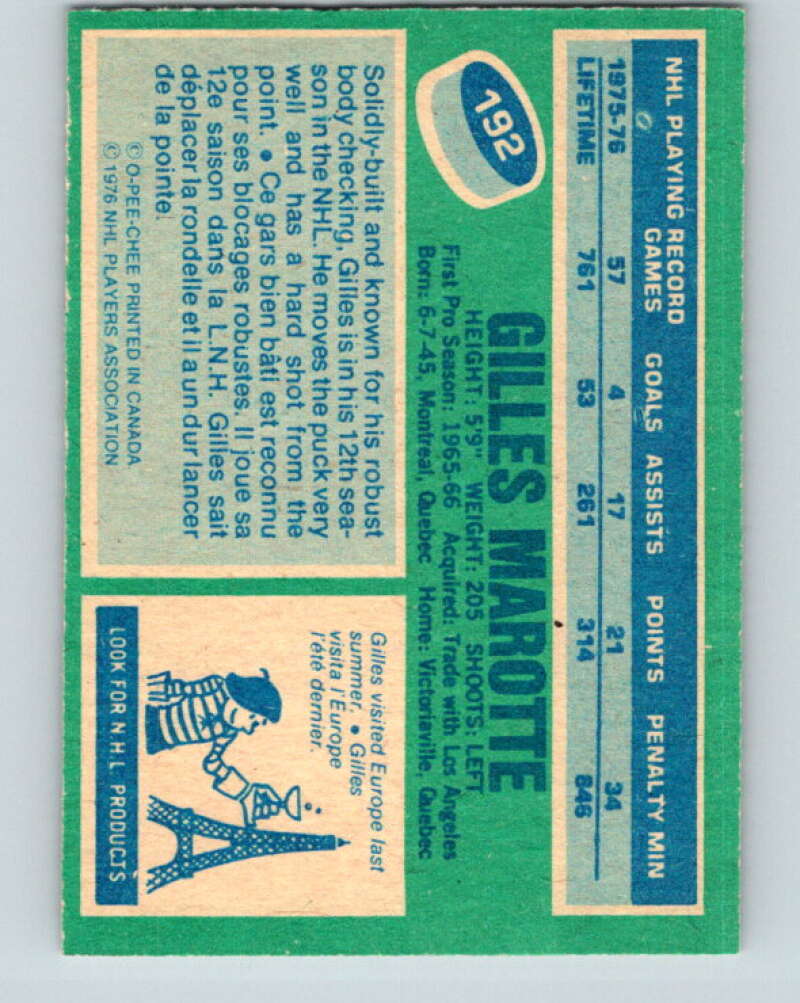 192
NHL PLAYING RECORD
GAMES GOALS ASSISTS POINTS PENALTY MIN
1975-76 57 4 17 21 34
LIFETIME 761 53 261 314 846
GILLES MAROTTE
HEIGHT: 5'9" WEIGHT: 205 SHOOTS: LEFT
First Pro Season: 1965-66 Acquired: Trade with Los Angeles
Born: 6-7-45, Montreal, Quebec Home: Victoriaville, Quebec
Solidly-built and known for his robust
body checking, Gilles is in his 12th sea-
son in the NHL. He moves the puck very
well and has a hard shot from the
point. • Ce gars bien bâti est reconnu
pour ses blocages robustes. Il joue sa
12e saison dans la L.N.H. Gilles sait
déplacer la rondelle et il a un dur lancer
de la pointe.
© O-PEE-CHEE PRINTED IN CANADA
© 1976 NHL PLAYERS ASSOCIATION
Gilles visited Europe last
summer. • Gilles
visita l'Europe
l'été dernier.
LOOK FOR N.H.L. PRODUCTS